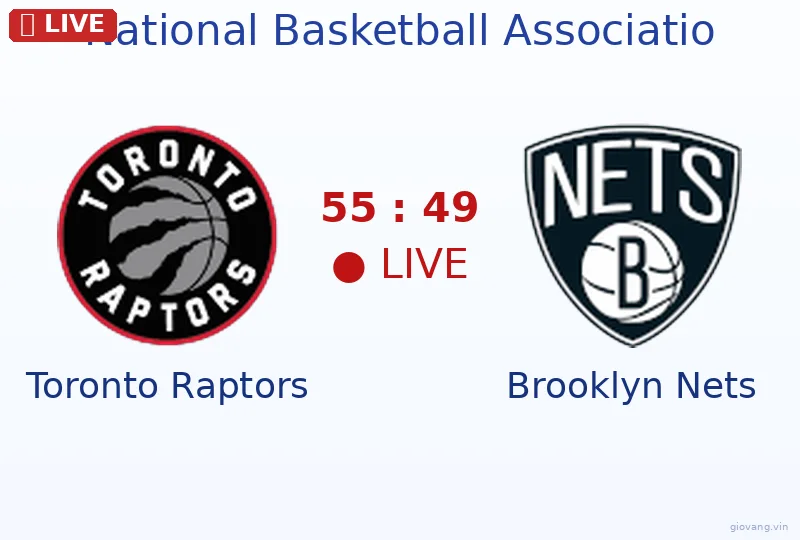 LIVE
National Basketball Associatio
TORONTO
RAPTORS
NETS
B
55 : 49
● LIVE
Toronto Raptors
Brooklyn Nets
giovang.vin